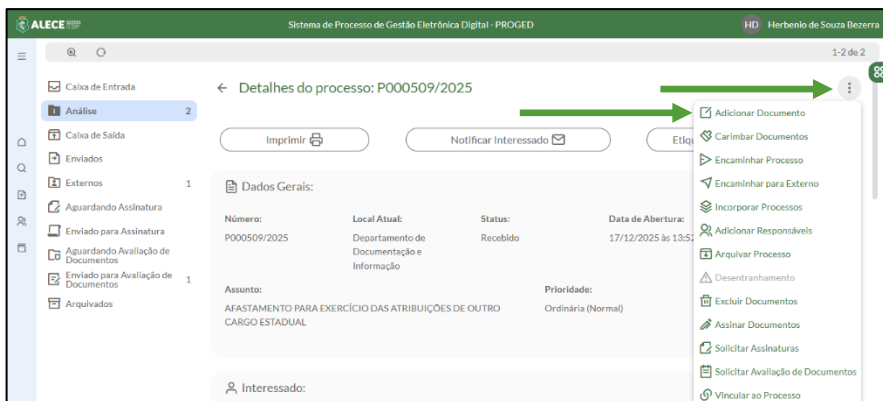 ALECE
Sistema de Processo de Gestão Eletrônica Digital - PROGED
HD Herbenio de Souza Bezerra
1-2 de 2
Caixa de Entrada
Análise 2
Caixa de Saída
Enviados
Externos 1
Aguardando Assinatura
Enviado para Assinatura
Aguardando Avaliação de
Documentos
Enviado para Avaliação de
Documentos 1
Arquivados
Detalhes do processo: P000509/2025
Imprimir
Notificar Interessado
Etiqu
Dados Gerais:
Número: Local Atual: Status: Data de Abertura:
P000509/2025 Departamento de Recebido 17/12/2025 às 13:52
Documentação e
Informação
Assunto: Prioridade:
AFASTAMENTO PARA EXERCÍCIO DAS ATRIBUIÇÕES DE OUTRO Ordinária (Normal)
CARGO ESTADUAL
Interessado:
Adicionar Documento
Carimbar Documentos
Encaminhar Processo
Encaminhar para Externo
Incorporar Processos
Adicionar Responsáveis
Arquivar Processo
Desentranhamento
Excluir Documentos
Assinar Documentos
Solicitar Assinaturas
Solicitar Avaliação de Documentos
Vincular ao Processo